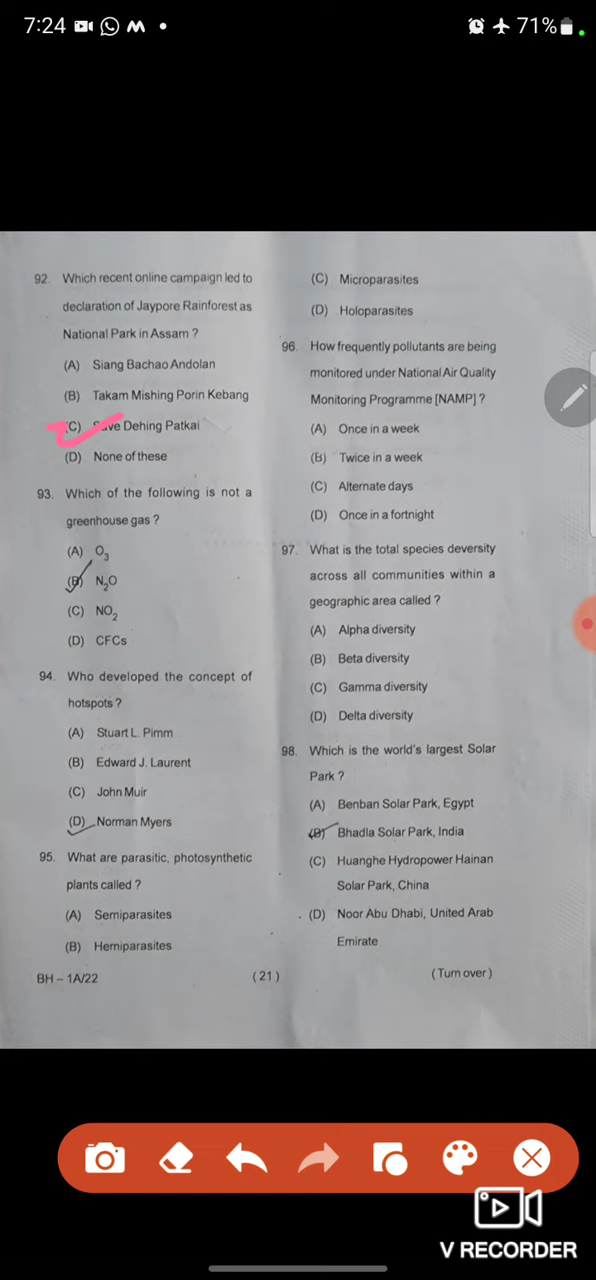 7:24
71%
92. Which recent online campaign led to
declaration of Jaypore Rainforest as
National Park in Assam ?
(A) Siang Bachao Andolan
(B) Takam Mishing Porin Kebang
(C) Save Dehing Patkai
(D) None of these
93. Which of the following is not a
greenhouse gas ?
(A) O3
(B) N2O
(C) NO2
(D) CFCs
94. Who developed the concept of
hotspots ?
(A) Stuart L. Pimm
(B) Edward J. Laurent
(C) John Muir
(D) Norman Myers
95. What are parasitic, photosynthetic
plants called ?
(A) Semiparasites
(B) Hemiparasites
(C) Microparasites
(D) Holoparasites
96. How frequently pollutants are being
monitored under National Air Quality
Monitoring Programme [NAMP] ?
(A) Once in a week
(B) Twice in a week
(C) Alternate days
(D) Once in a fortnight
97. What is the total species deversity
across all communities within a
geographic area called ?
(A) Alpha diversity
(B) Beta diversity
(C) Gamma diversity
(D) Delta diversity
98. Which is the world's largest Solar
Park ?
(A) Benban Solar Park, Egypt
(B) Bhadla Solar Park, India
(C) Huanghe Hydropower Hainan
Solar Park, China
(D) Noor Abu Dhabi, United Arab
Emirate
BH – 1A/22
(21)
(Turn over)
V RECORDER